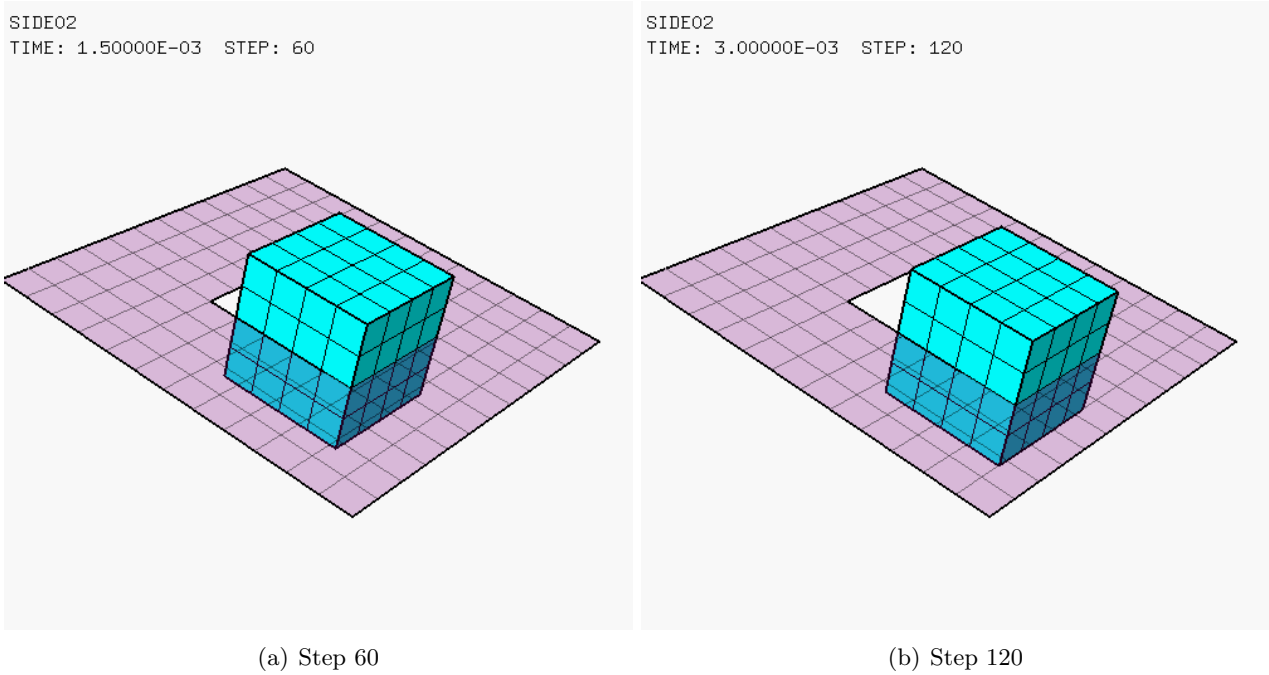 SIDE02
TIME: 1.50000E-03 STEP: 60
SIDE02
TIME: 3.00000E-03 STEP: 120
(a) Step 60
(b) Step 120